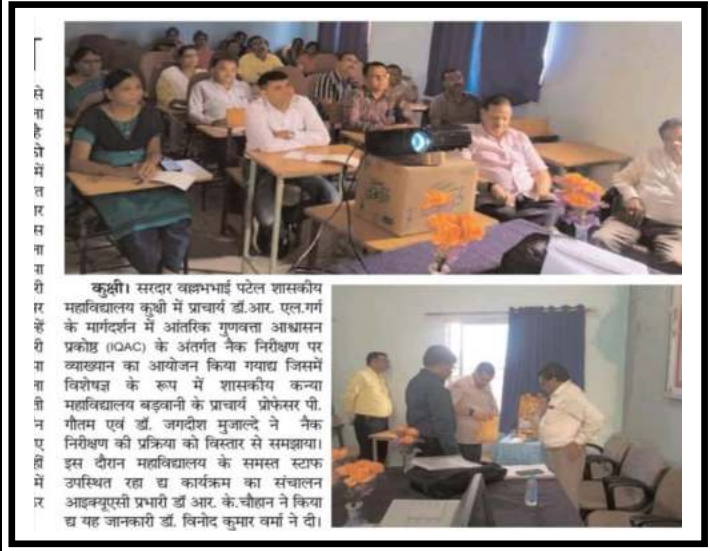 कुक्षी। सरदार वल्लभभाई पटेल शासकीय
महाविद्यालय कुक्षी में प्राचार्य डॉ.आर. एल.गर्ग
के मार्गदर्शन में आंतरिक गुणवत्ता आश्वासन
प्रकोष्ठ (IQAC) के अंतर्गत नैक निरीक्षण पर
व्याख्यान का आयोजन किया गयाद्य जिसमें
विशेषज्ञ के रूप में शासकीय कन्या
महाविद्यालय बड़वानी के प्राचार्य प्रोफेसर पी.
गौतम एवं डॉ. जगदीश मुजाल्दे ने नैक
निरीक्षण की प्रक्रिया को विस्तार से समझाया।
इस दौरान महाविद्यालय के समस्त स्टाफ
उपस्थित रहा द्य कार्यक्रम का संचालन
आइक्यूएसी प्रभारी डॉ आर. के.चौहान ने किया
द्य यह जानकारी डॉ. विनोद कुमार वर्मा ने दी।